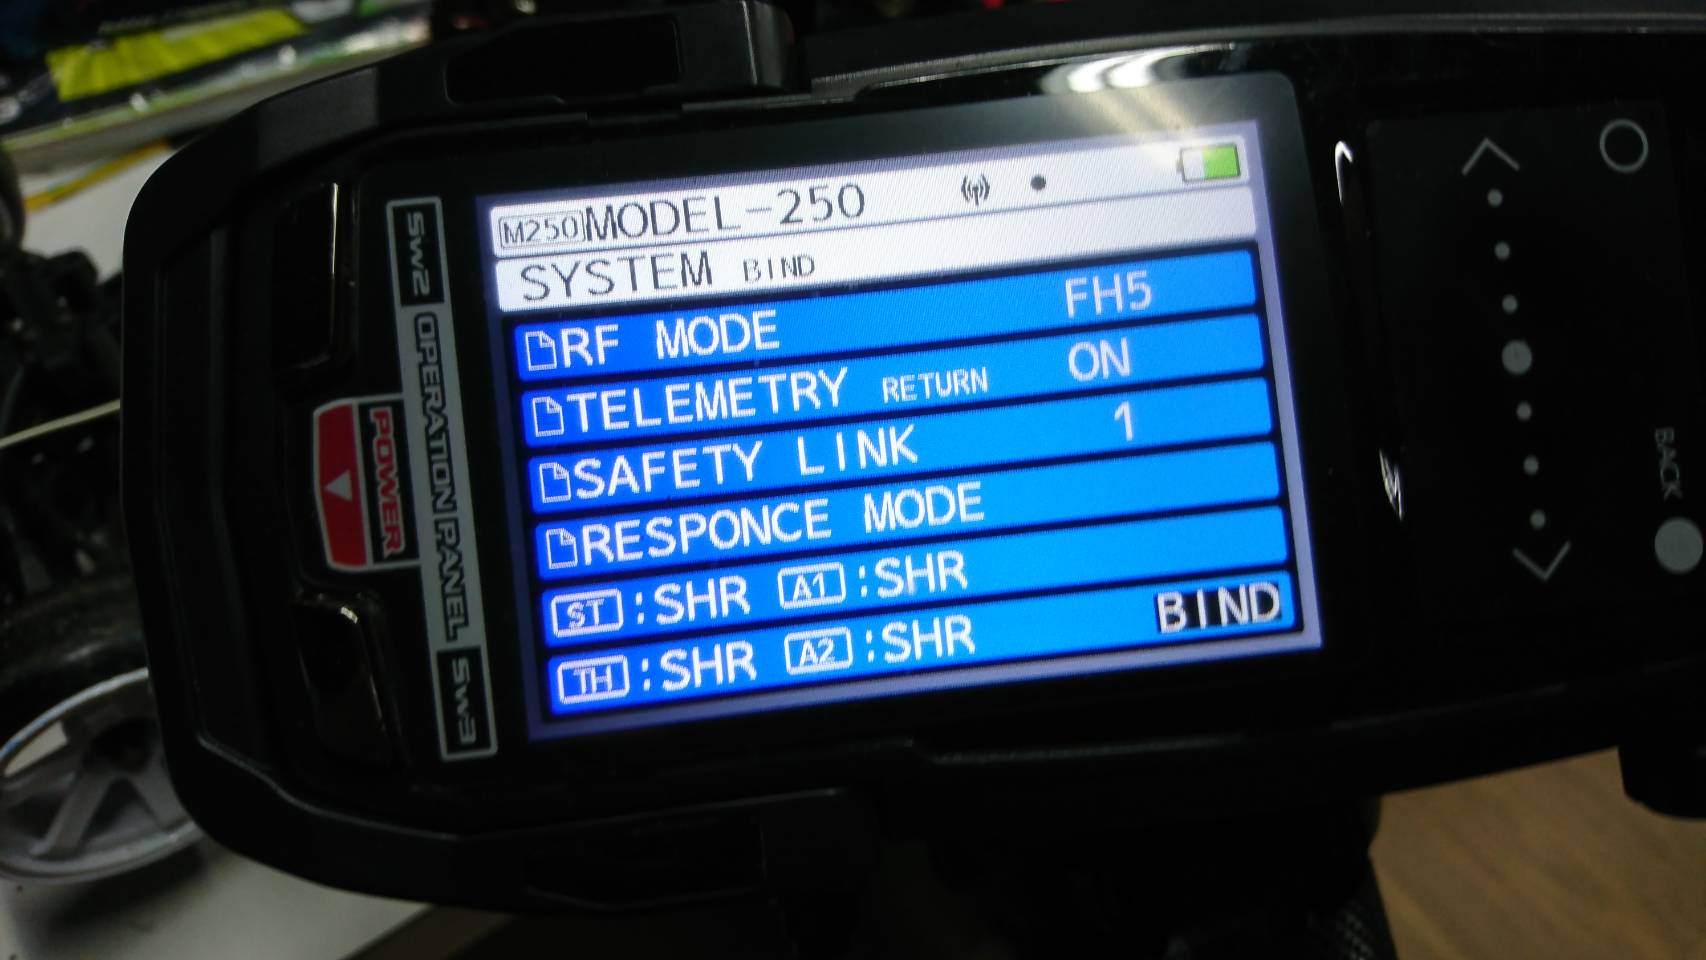 M250 MODEL-250
SYSTEM BIND
RF MODE FH5
TELEMETRY RETURN ON
SAFETY LINK 1
RESPONCE MODE
ST :SHR A1 :SHR
TH :SHR A2 :SHR BIND
SW2 OPERATION PANEL SW3
POWER
BACK